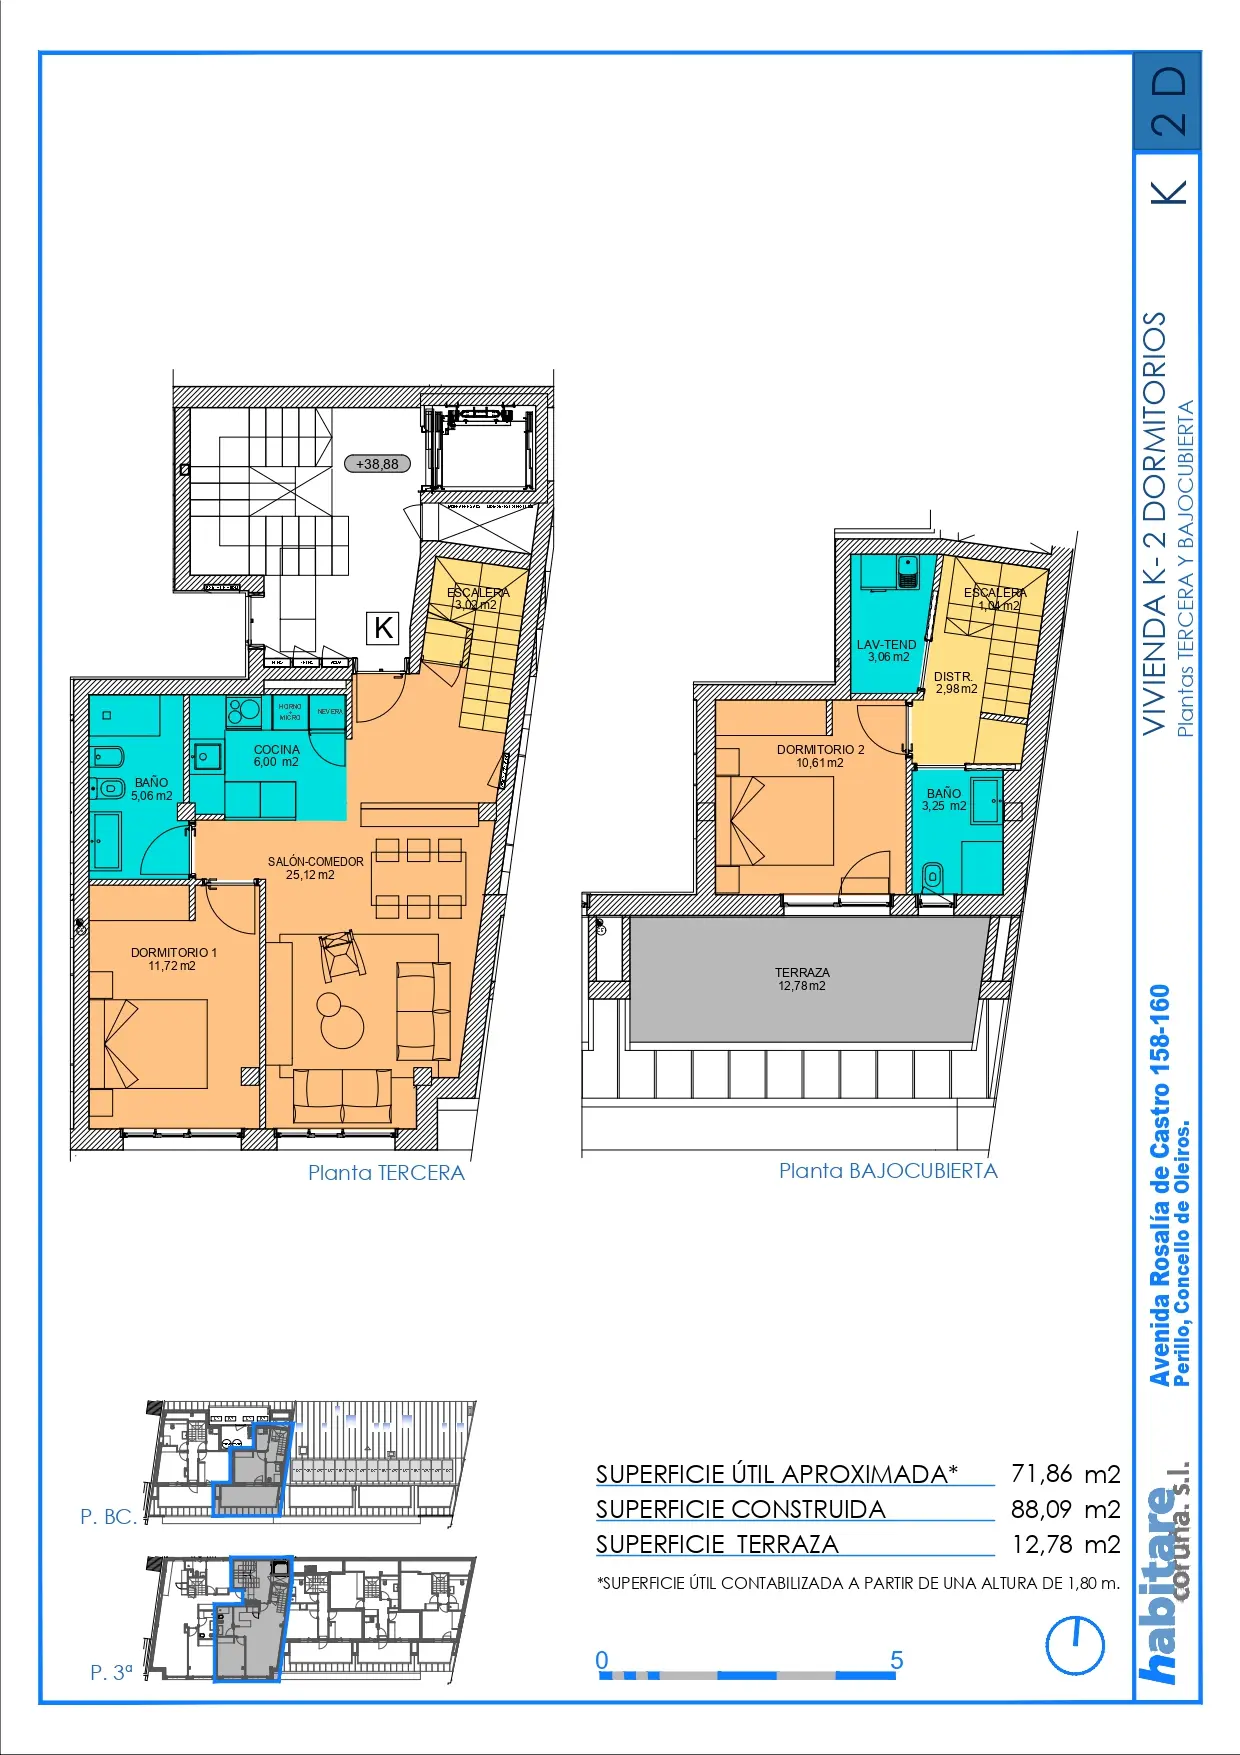 2 D
K
VIVIENDA K- 2 DORMITORIOS
Plantas TERCERA Y BAJOCUBIERTA
+38,88
K
ESCALERA
3,02 m2
HORNO
+
MICRO
NEVERA
COCINA
6,00 m2
BAÑO
5,06 m2
SALÓN-COMEDOR
25,12 m2
DORMITORIO 1
11,72 m2
Planta TERCERA
ESCALERA
1,04 m2
LAV-TEND
3,06 m2
DISTR.
2,98 m2
DORMITORIO 2
10,61 m2
BAÑO
3,25 m2
TERRAZA
12,78 m2
Planta BAJOCUBIERTA
Avenida Rosalía de Castro 158-160
Perillo, Concello de Oleiros.
P. BC.
P. 3ª
SUPERFICIE ÚTIL APROXIMADA* 71,86 m2
SUPERFICIE CONSTRUIDA 88,09 m2
SUPERFICIE TERRAZA 12,78 m2
*SUPERFICIE ÚTIL CONTABILIZADA A PARTIR DE UNA ALTURA DE 1,80 m.
0 5
habitare
coruña. s.l.